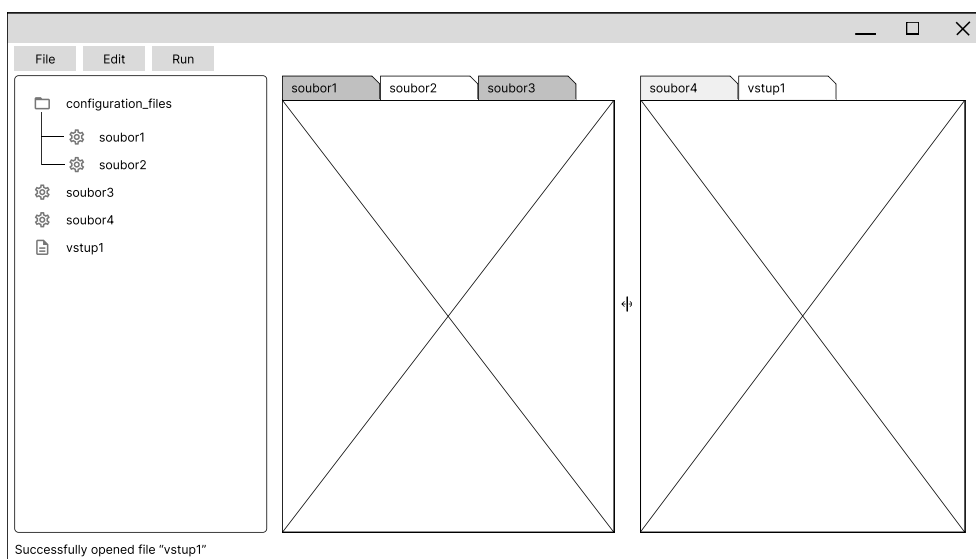 File Edit Run
configuration_files
soubor1
soubor2
soubor3
soubor4
vstup1
soubor1 soubor2 soubor3
soubor4 vstup1
Successfully opened file “vstup1”